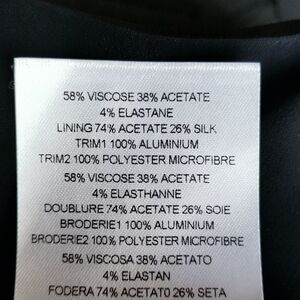 58% VISCOSE 38% ACETATE
4% ELASTANE
LINING 74% ACETATE 26% SILK
TRIM1 100% ALUMINIUM
TRIM2 100% POLYESTER MICROFIBRE
58% VISCOSE 38% ACETATE
4% ELASTHANNE
DOUBLURE 74% ACETATE 26% SOIE
BRODERIE1 100% ALUMINIUM
BRODERIE2 100% POLYESTER MICROFIBRE
58% VISCOSA 38% ACETATO
4% ELASTAN
FODERA 74% ACETATO 26% SETA